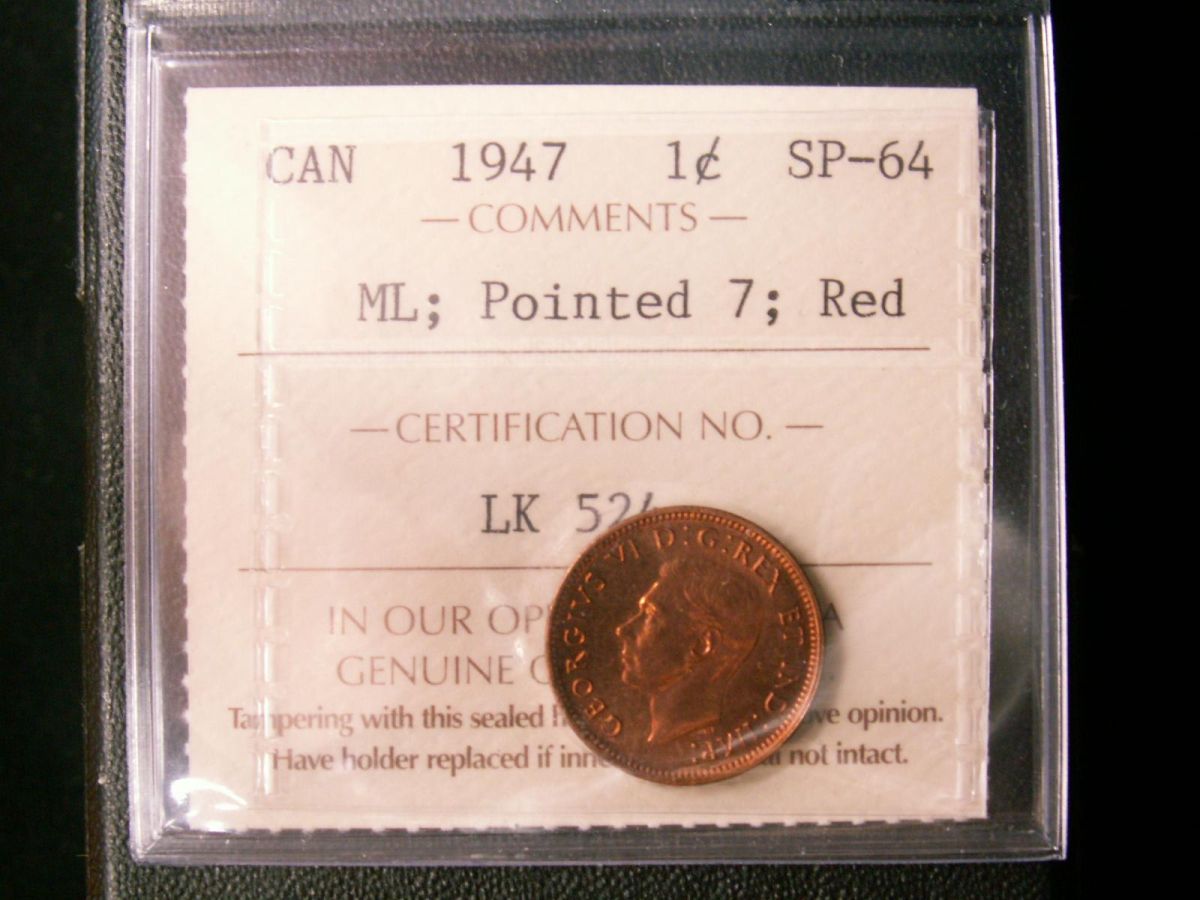 CAN 1947 1¢ SP-64
— COMMENTS —
ML; Pointed 7; Red
— CERTIFICATION NO. —
LK 52
IN OUR A
GENUINE
Tampering with this sealed opinion.
Have holder replaced if not intact.
GEORGIVS VI D:G:REX ET IND:IMP: